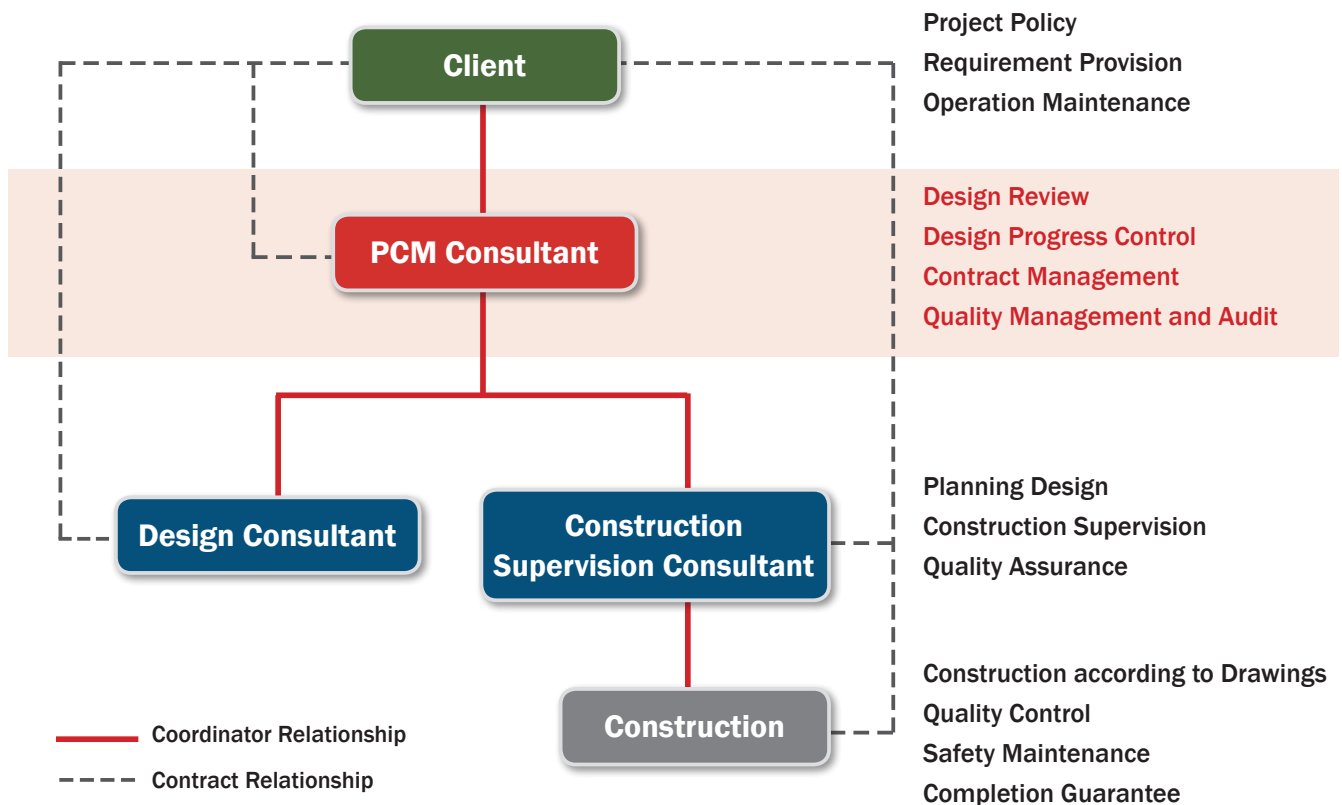 Client
Project Policy
Requirement Provision
Operation Maintenance
PCM Consultant
Design Review
Design Progress Control
Contract Management
Quality Management and Audit
Design Consultant
Construction
Supervision Consultant
Planning Design
Construction Supervision
Quality Assurance
Construction
Construction according to Drawings
Quality Control
Safety Maintenance
Completion Guarantee
Coordinator Relationship
Contract Relationship